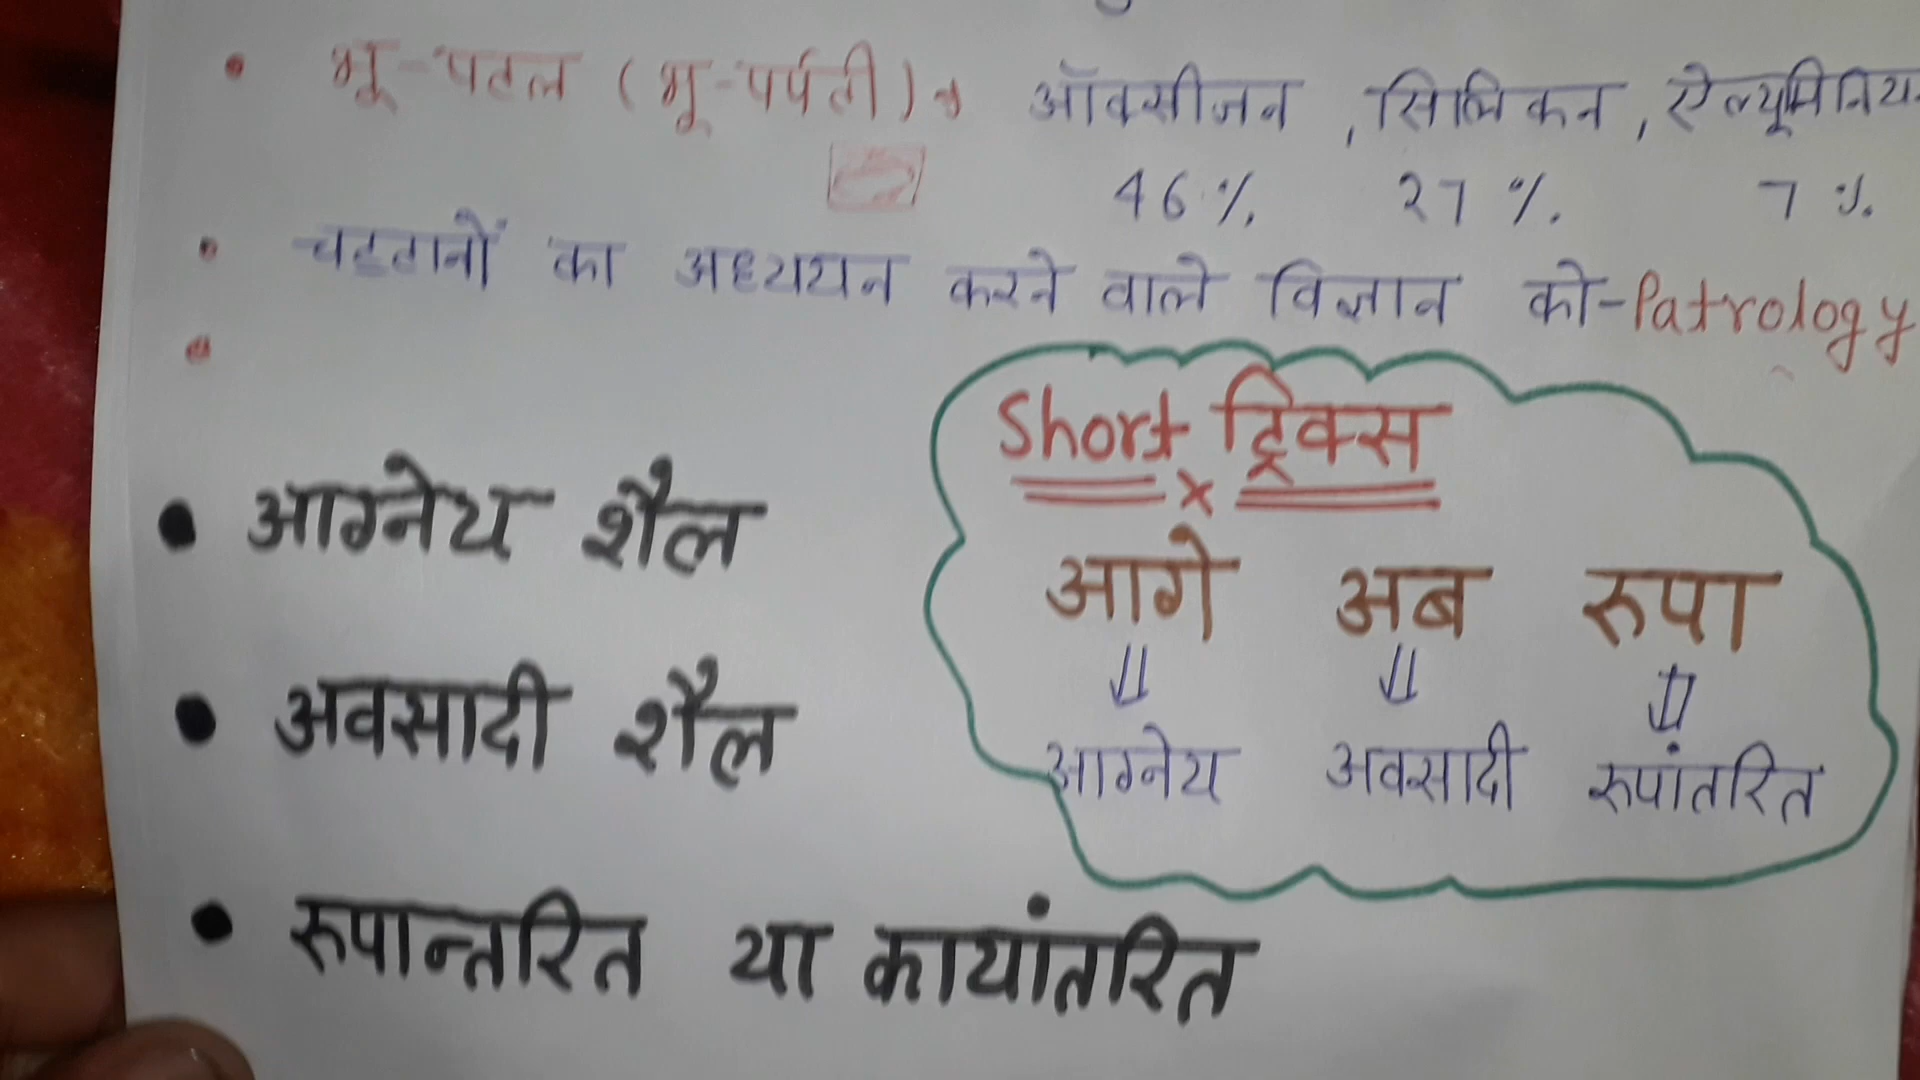 • भू-पटल (भू-पर्पटी) → ऑक्सीजन, सिलिकन, ऐल्यूमिनिय
46% 27% 7%
• चट्टानों का अध्ययन करने वाले विज्ञान को-Patrology
Short ट्रिक्स
आगे अब रुपा
आग्नेय अवसादी रुपांतरित
• आग्नेय शैल
• अवसादी शैल
• रुपान्तरित या कायांतरित